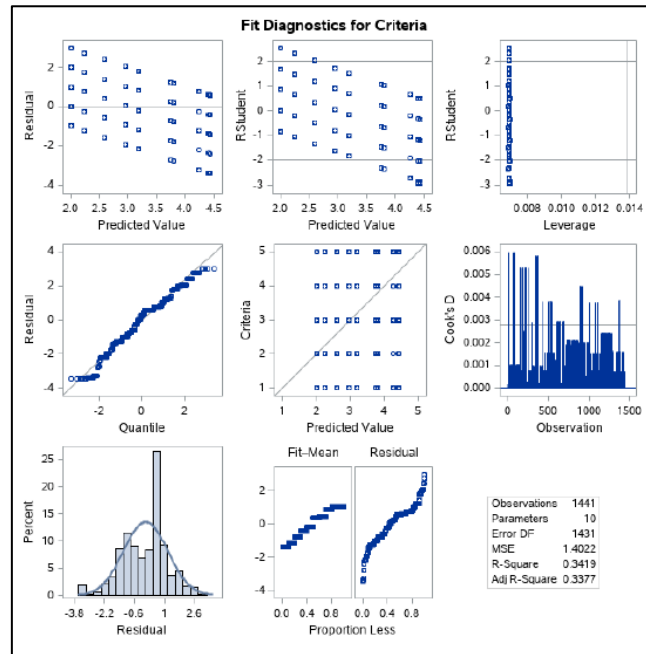 Fit Diagnostics for Criteria
Residual
2
0
-2
-4
2.0 2.5 3.0 3.5 4.0 4.5
Predicted Value
RStudent
2
1
0
-1
-2
-3
2.0 2.5 3.0 3.5 4.0 4.5
Predicted Value
RStudent
2
1
0
-1
-2
-3
0.008 0.010 0.012 0.014
Leverage
Residual
4
2
0
-2
-4
-2 0 2
Quantile
Criteria
5
4
3
2
1
1 2 3 4 5
Predicted Value
Cook's D
0.006
0.005
0.004
0.003
0.002
0.001
0.000
0 500 1000 1500
Observation
Percent
25
20
15
10
5
0
-3.8 -2.2 -0.6 1 2.6
Residual
Fit–Mean Residual
2
0
-2
-4
0.0 0.4 0.8 0.0 0.4 0.8
Proportion Less
Observations 1441
Parameters 10
Error DF 1431
MSE 1.4022
R-Square 0.3419
Adj R-Square 0.3377